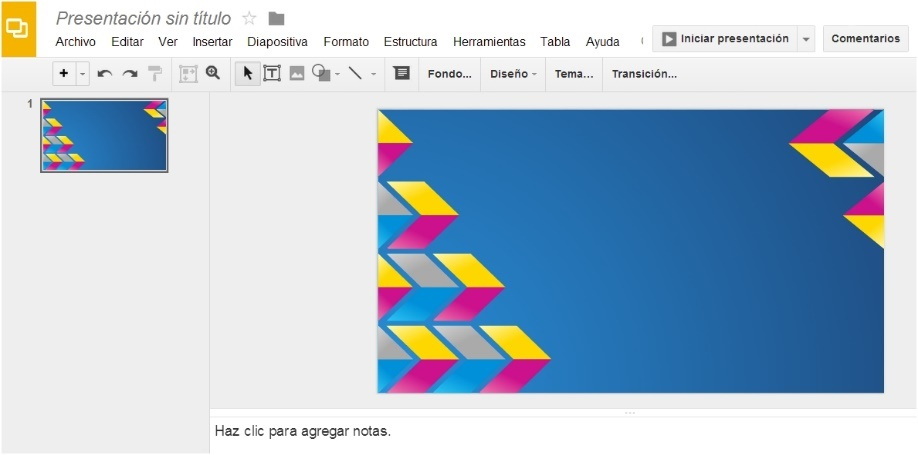 Presentación sin título
Archivo Editar Ver Insertar Diapositiva Formato Estructura Herramientas Tabla Ayuda
Iniciar presentación
Comentarios
Fondo... Diseño Tema... Transición...
1
Haz clic para agregar notas.